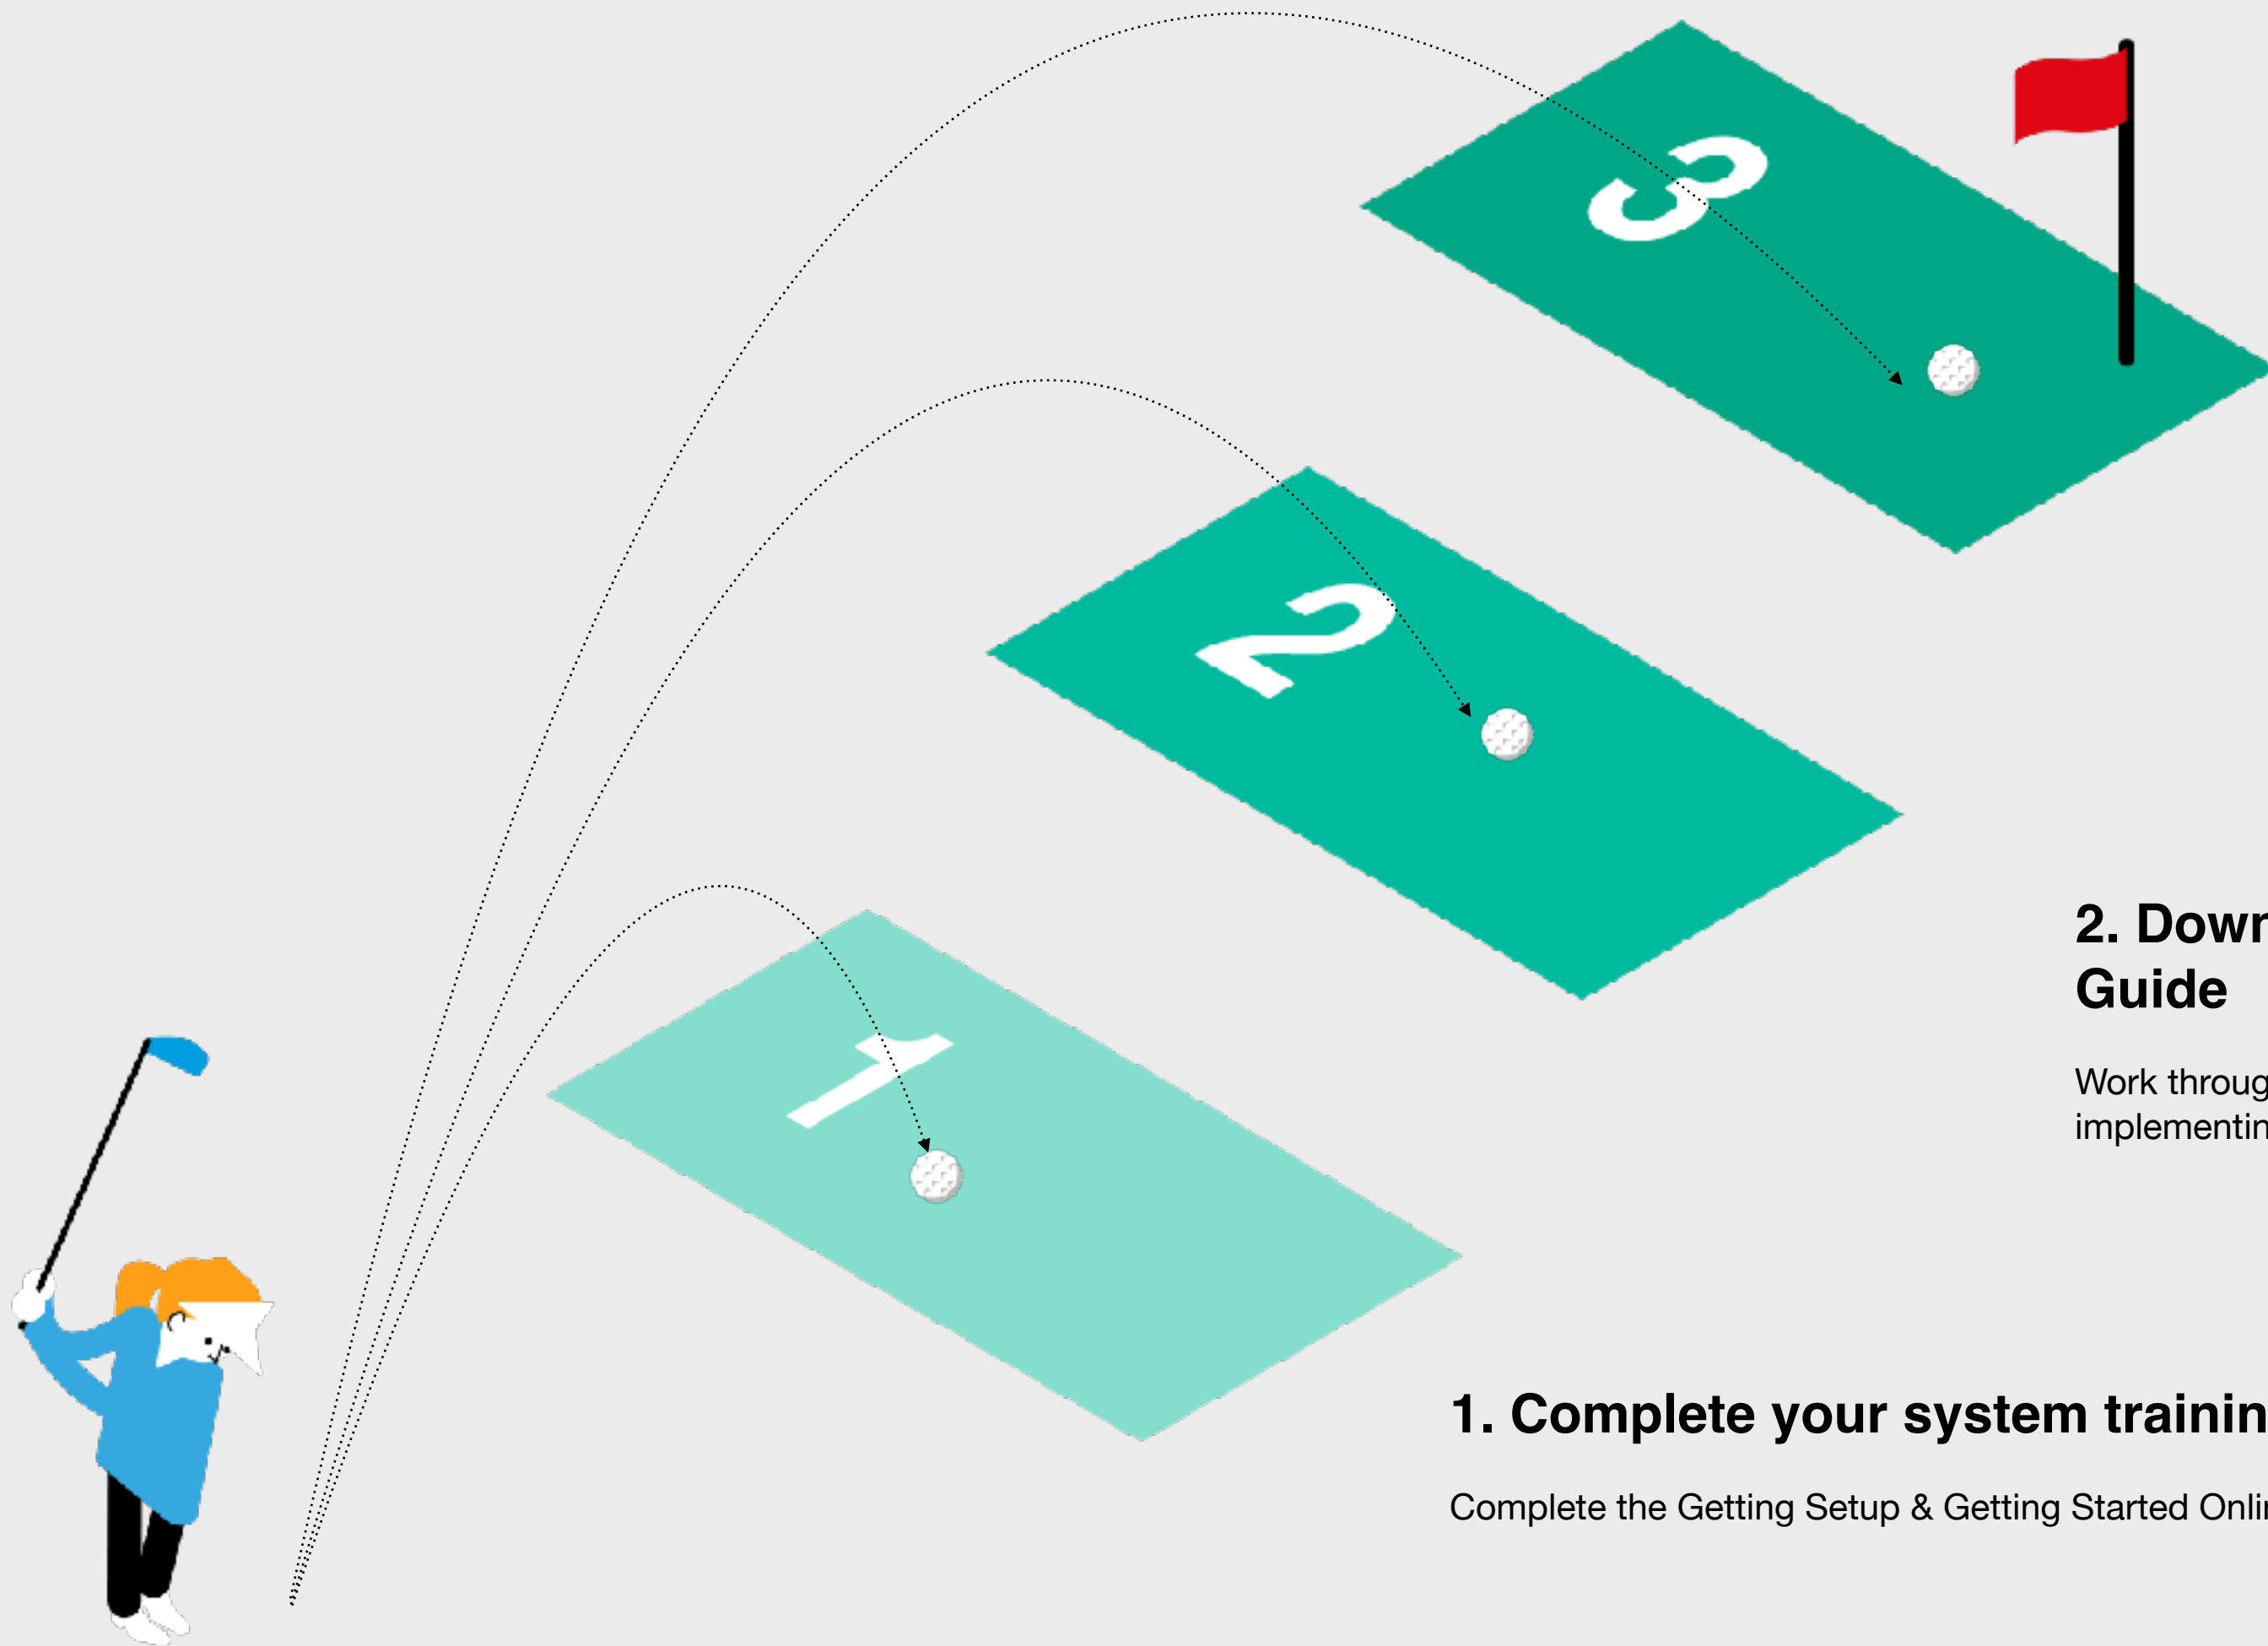 3
2
1
2. Down
Guide
Work throug
implementin
1. Complete your system trainin
Complete the Getting Setup & Getting Started Onlin